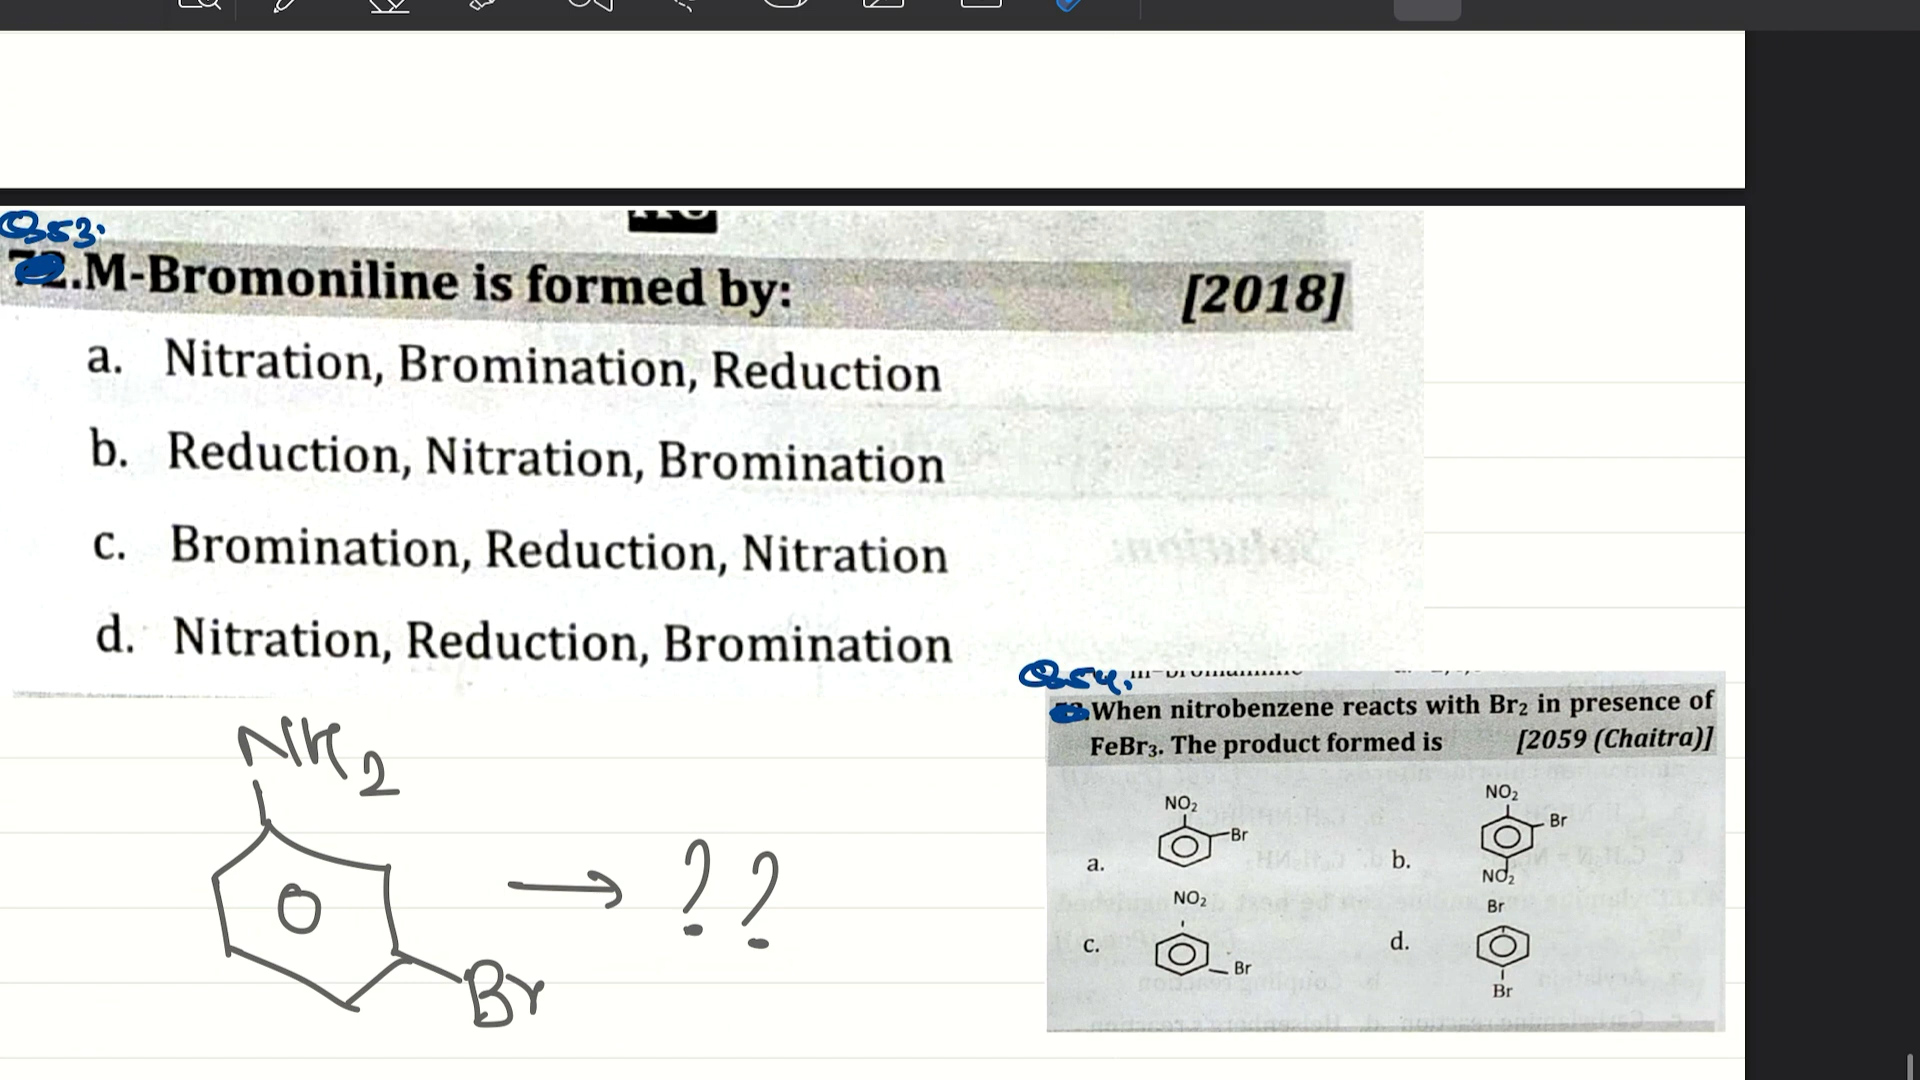 Q53.
.M-Bromoniline is formed by: [2018]
a. Nitration, Bromination, Reduction
b. Reduction, Nitration, Bromination
c. Bromination, Reduction, Nitration
d. Nitration, Reduction, Bromination
NH2
Br
→ ??
Q54.
When nitrobenzene reacts with Br2 in presence of
FeBr3. The product formed is [2059 (Chaitra)]
a. NO2 Br
b. NO2 Br NO2
c. NO2 Br
d. Br Br